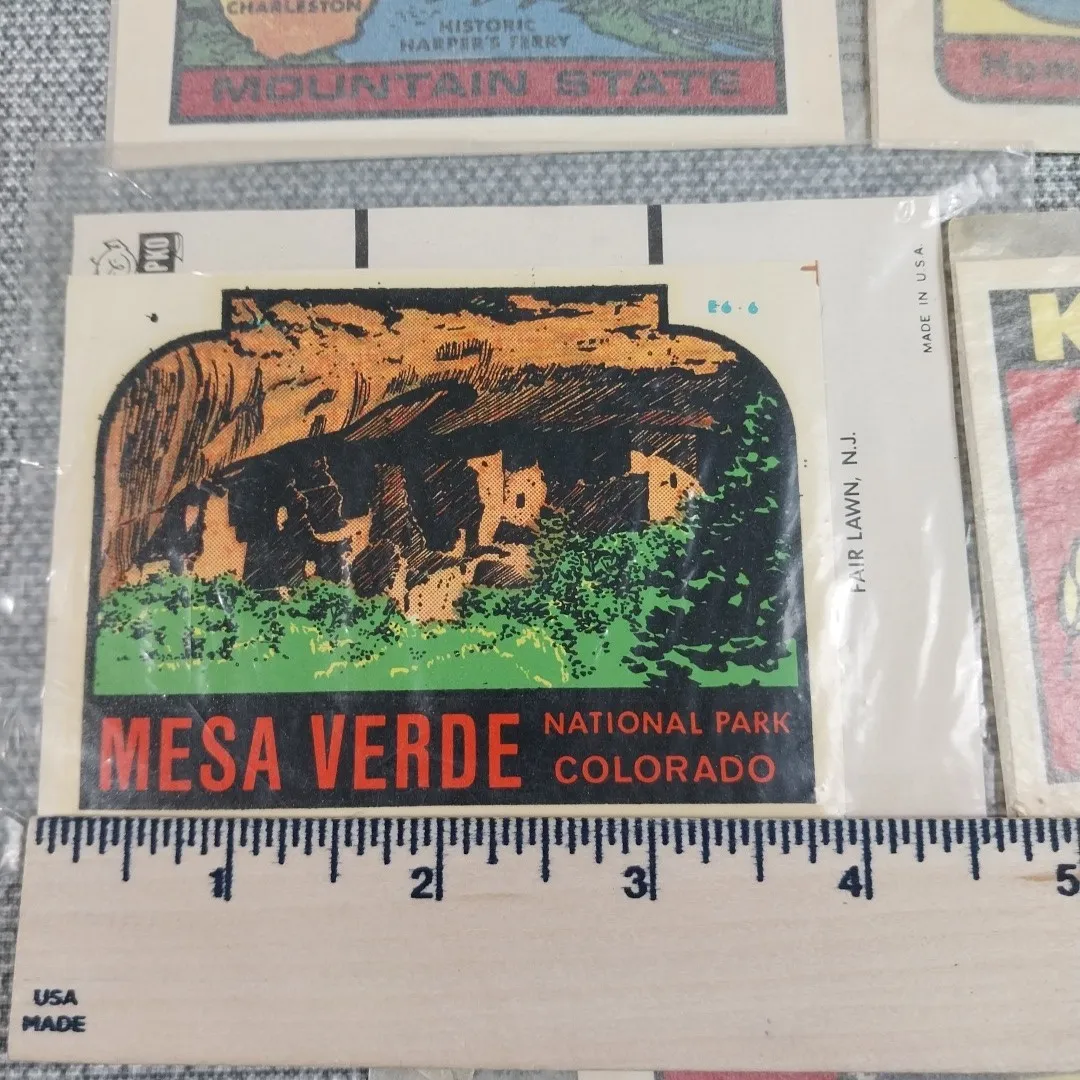 CHARLESTON
HISTORIC
HARPER'S FERRY
MOUNTAIN STATE
PKO
MADE IN U.S.A.
E6-6
K
FAIR LAWN, N.J.
MESA VERDE
NATIONAL PARK
COLORADO
1 2 3 4 5
USA
MADE